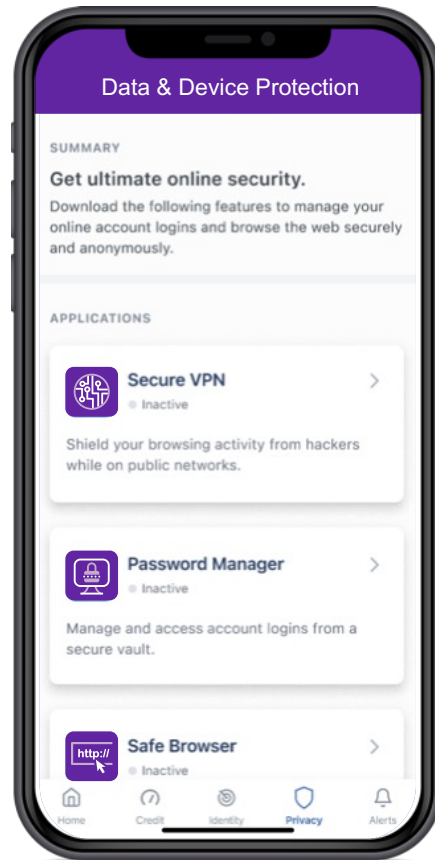 Data & Device Protection
SUMMARY
Get ultimate online security.
Download the following features to manage your
online account logins and browse the web securely
and anonymously.
APPLICATIONS
Secure VPN
Inactive
Shield your browsing activity from hackers
while on public networks.
Password Manager
Inactive
Manage and access account logins from a
secure vault.
http://
Safe Browser
Inactive
Home Credit Identity Privacy Alerts